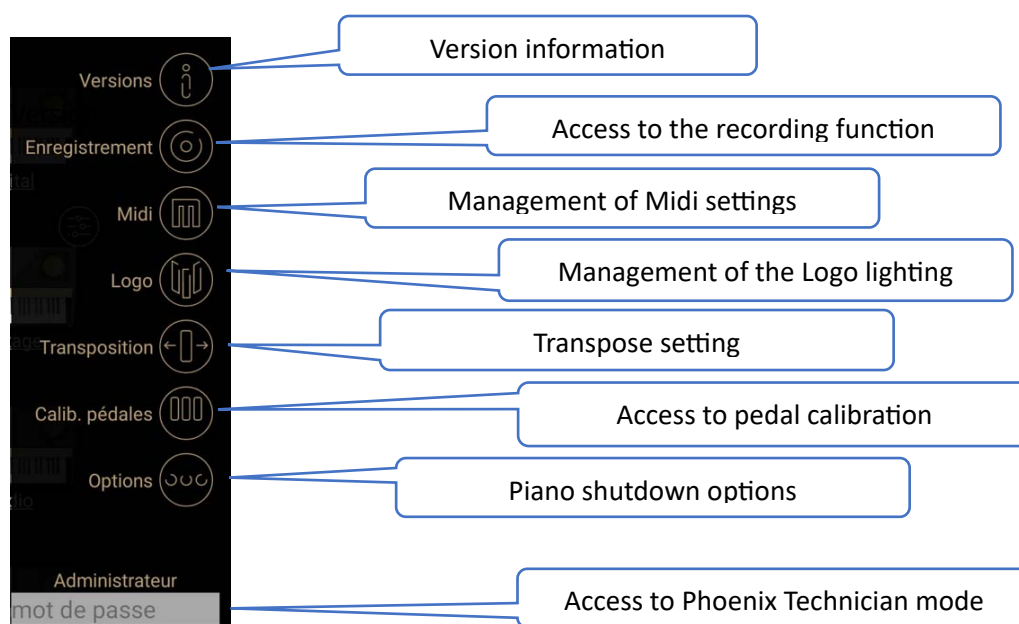 Version information
Versions
Access to the recording function
Enregistrement
Management of Midi settings
Midi
Management of the Logo lighting
Logo
Transpose setting
Transposition
Access to pedal calibration
Calib. pédales
Piano shutdown options
Options
Administrateur
mot de passe
Access to Phoenix Technician mode